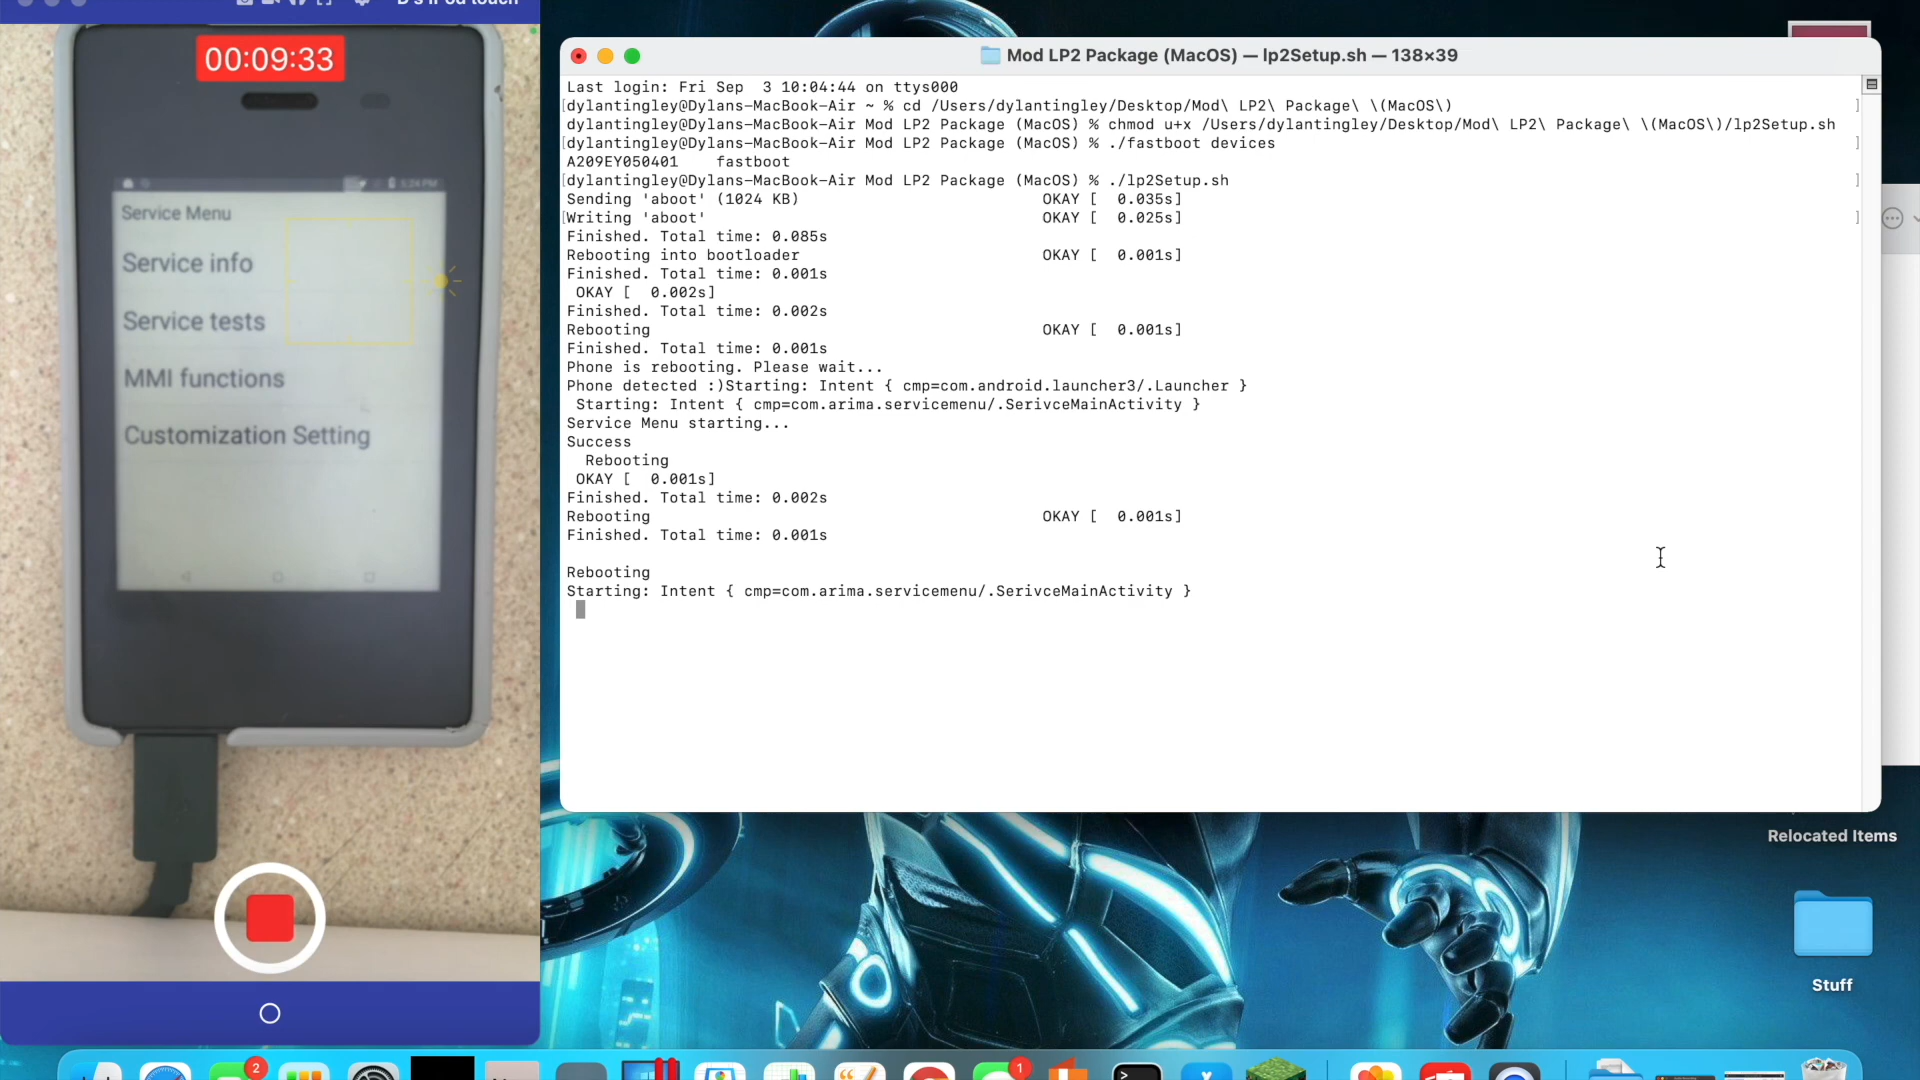 D's iPod touch
00:09:33
5:24 PM
Service Menu
Service info
Service tests
MMI functions
Customization Setting
Mod LP2 Package (MacOS) — lp2Setup.sh — 138×39
Last login: Fri Sep  3 10:04:44 on ttys000
[dylantingley@Dylans-MacBook-Air ~ % cd /Users/dylantingley/Desktop/Mod\ LP2\ Package\ \(MacOS\) ]
dylantingley@Dylans-MacBook-Air Mod LP2 Package (MacOS) % chmod u+x /Users/dylantingley/Desktop/Mod\ LP2\ Package\ \(MacOS\)/lp2Setup.sh
[dylantingley@Dylans-MacBook-Air Mod LP2 Package (MacOS) % ./fastboot devices ]
A209EY050401    fastboot
[dylantingley@Dylans-MacBook-Air Mod LP2 Package (MacOS) % ./lp2Setup.sh ]
Sending 'aboot' (1024 KB) OKAY [  0.035s]
[Writing 'aboot' OKAY [  0.025s] ]
Finished. Total time: 0.085s
Rebooting into bootloader OKAY [  0.001s]
Finished. Total time: 0.001s
OKAY [  0.002s]
Finished. Total time: 0.002s
Rebooting OKAY [  0.001s]
Finished. Total time: 0.001s
Phone is rebooting. Please wait...
Phone detected :)Starting: Intent { cmp=com.android.launcher3/.Launcher }
Starting: Intent { cmp=com.arima.servicemenu/.SerivceMainActivity }
Service Menu starting...
Success
Rebooting
OKAY [  0.001s]
Finished. Total time: 0.002s
Rebooting OKAY [  0.001s]
Finished. Total time: 0.001s
Rebooting
Starting: Intent { cmp=com.arima.servicemenu/.SerivceMainActivity }
Relocated Items
Stuff
2
1